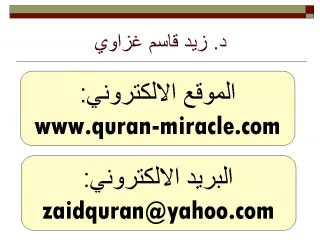 د. زيد قاسم غزاوي
الموقع الالكتروني:
www.quran-miracle.com
البريد الالكتروني:
zaidquran@yahoo.com